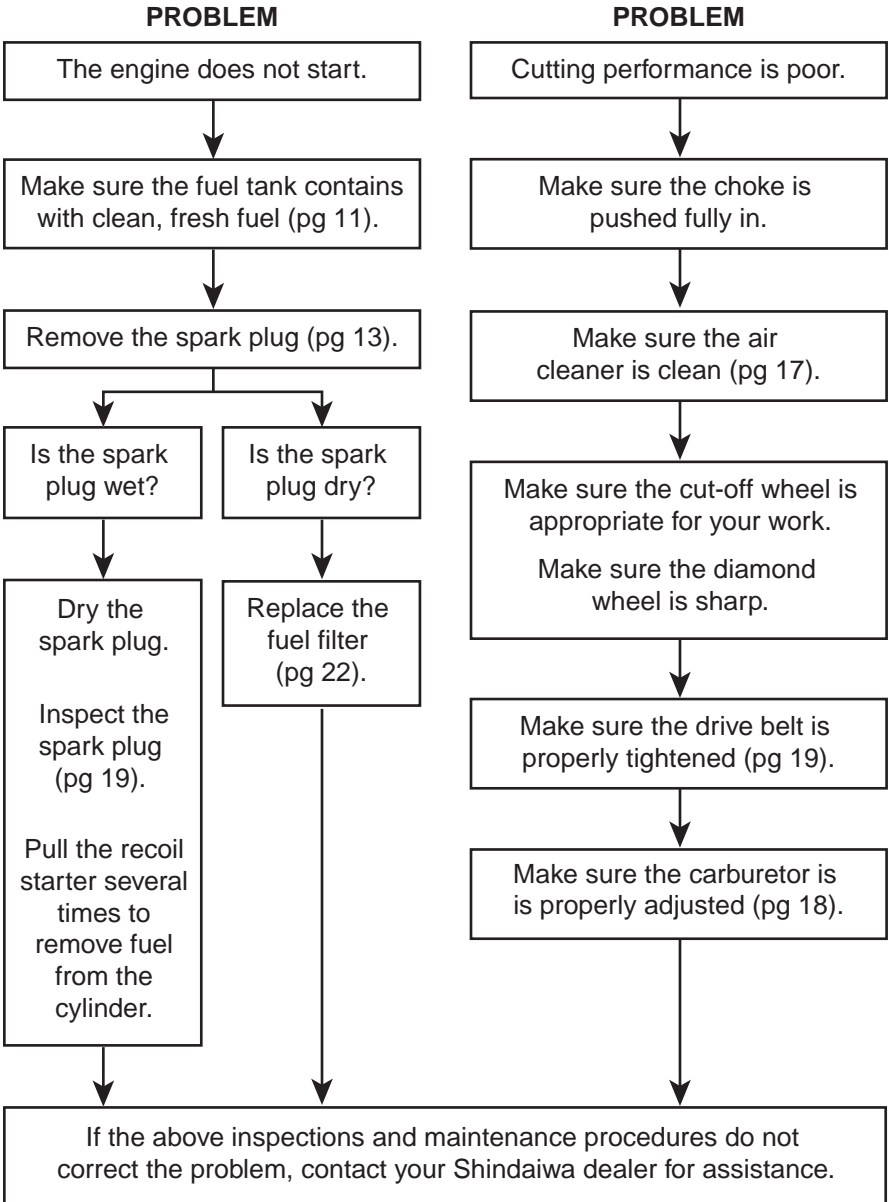 PROBLEM
The engine does not start.
Make sure the fuel tank contains
with clean, fresh fuel (pg 11).
Remove the spark plug (pg 13).
Is the spark
plug wet?
Is the spark
plug dry?
Dry the
spark plug.
Inspect the
spark plug
(pg 19).
Pull the recoil
starter several
times to
remove fuel
from the
cylinder.
Replace the
fuel filter
(pg 22).
PROBLEM
Cutting performance is poor.
Make sure the choke is
pushed fully in.
Make sure the air
cleaner is clean (pg 17).
Make sure the cut-off wheel is
appropriate for your work.
Make sure the diamond
wheel is sharp.
Make sure the drive belt is
properly tightened (pg 19).
Make sure the carburetor is
is properly adjusted (pg 18).
If the above inspections and maintenance procedures do not
correct the problem, contact your Shindaiwa dealer for assistance.